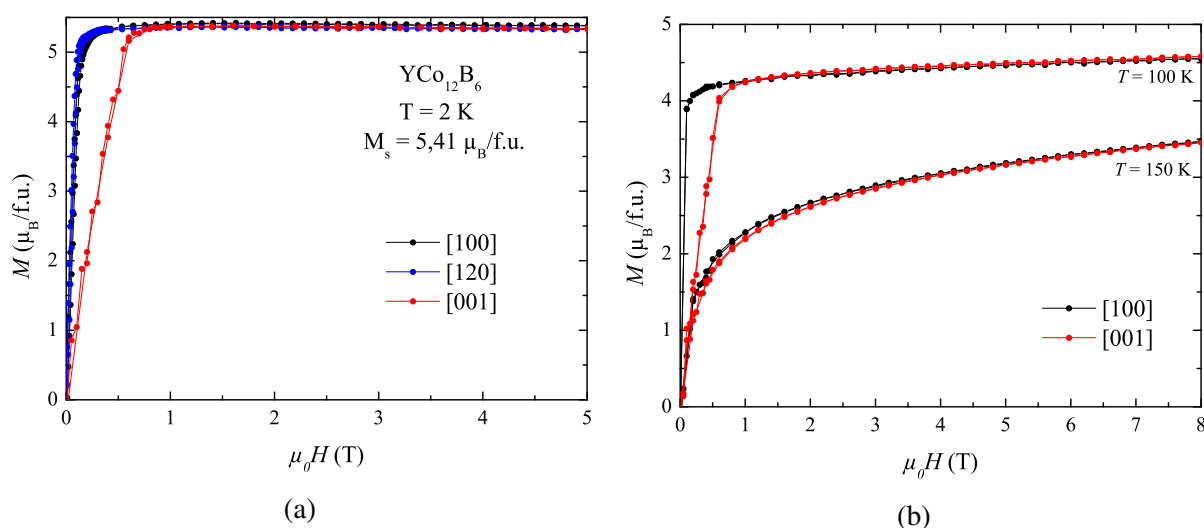 5
4
3
2
1
0
M (μB/f.u.)
YCo12B6
T = 2 K
Ms = 5,41 μB/f.u.
[100]
[120]
[001]
0 1 2 3 4 5
μ0H (T)
(a)
5
4
3
2
1
0
M (μB/f.u.)
T = 100 K
T = 150 K
[100]
[001]
0 1 2 3 4 5 6 7 8
μ0H (T)
(b)